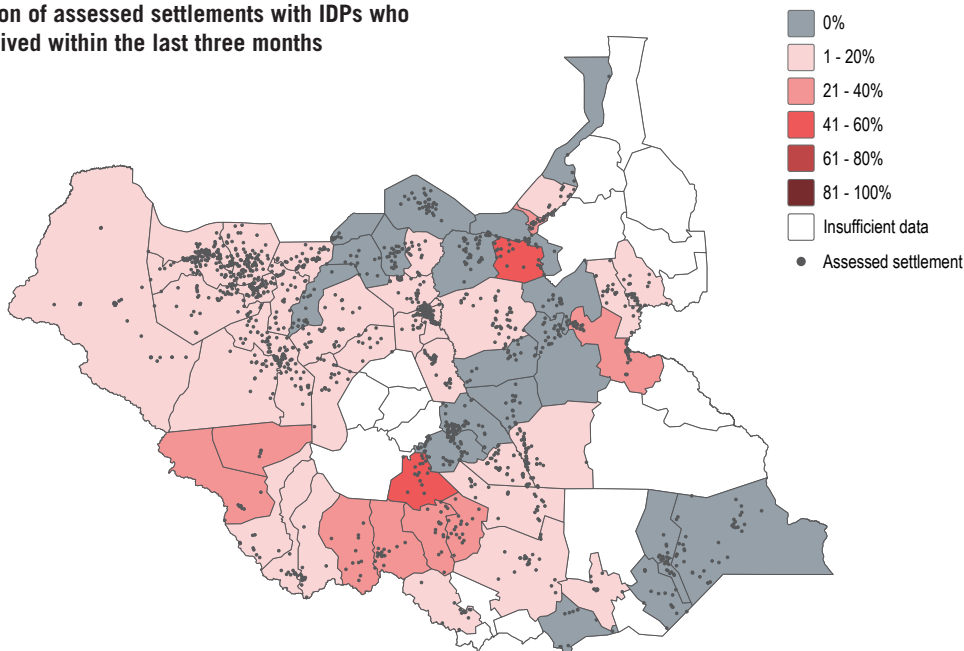 on of assessed settlements with IDPs who
ived within the last three months
0%
1 - 20%
21 - 40%
41 - 60%
61 - 80%
81 - 100%
Insufficient data
Assessed settlement